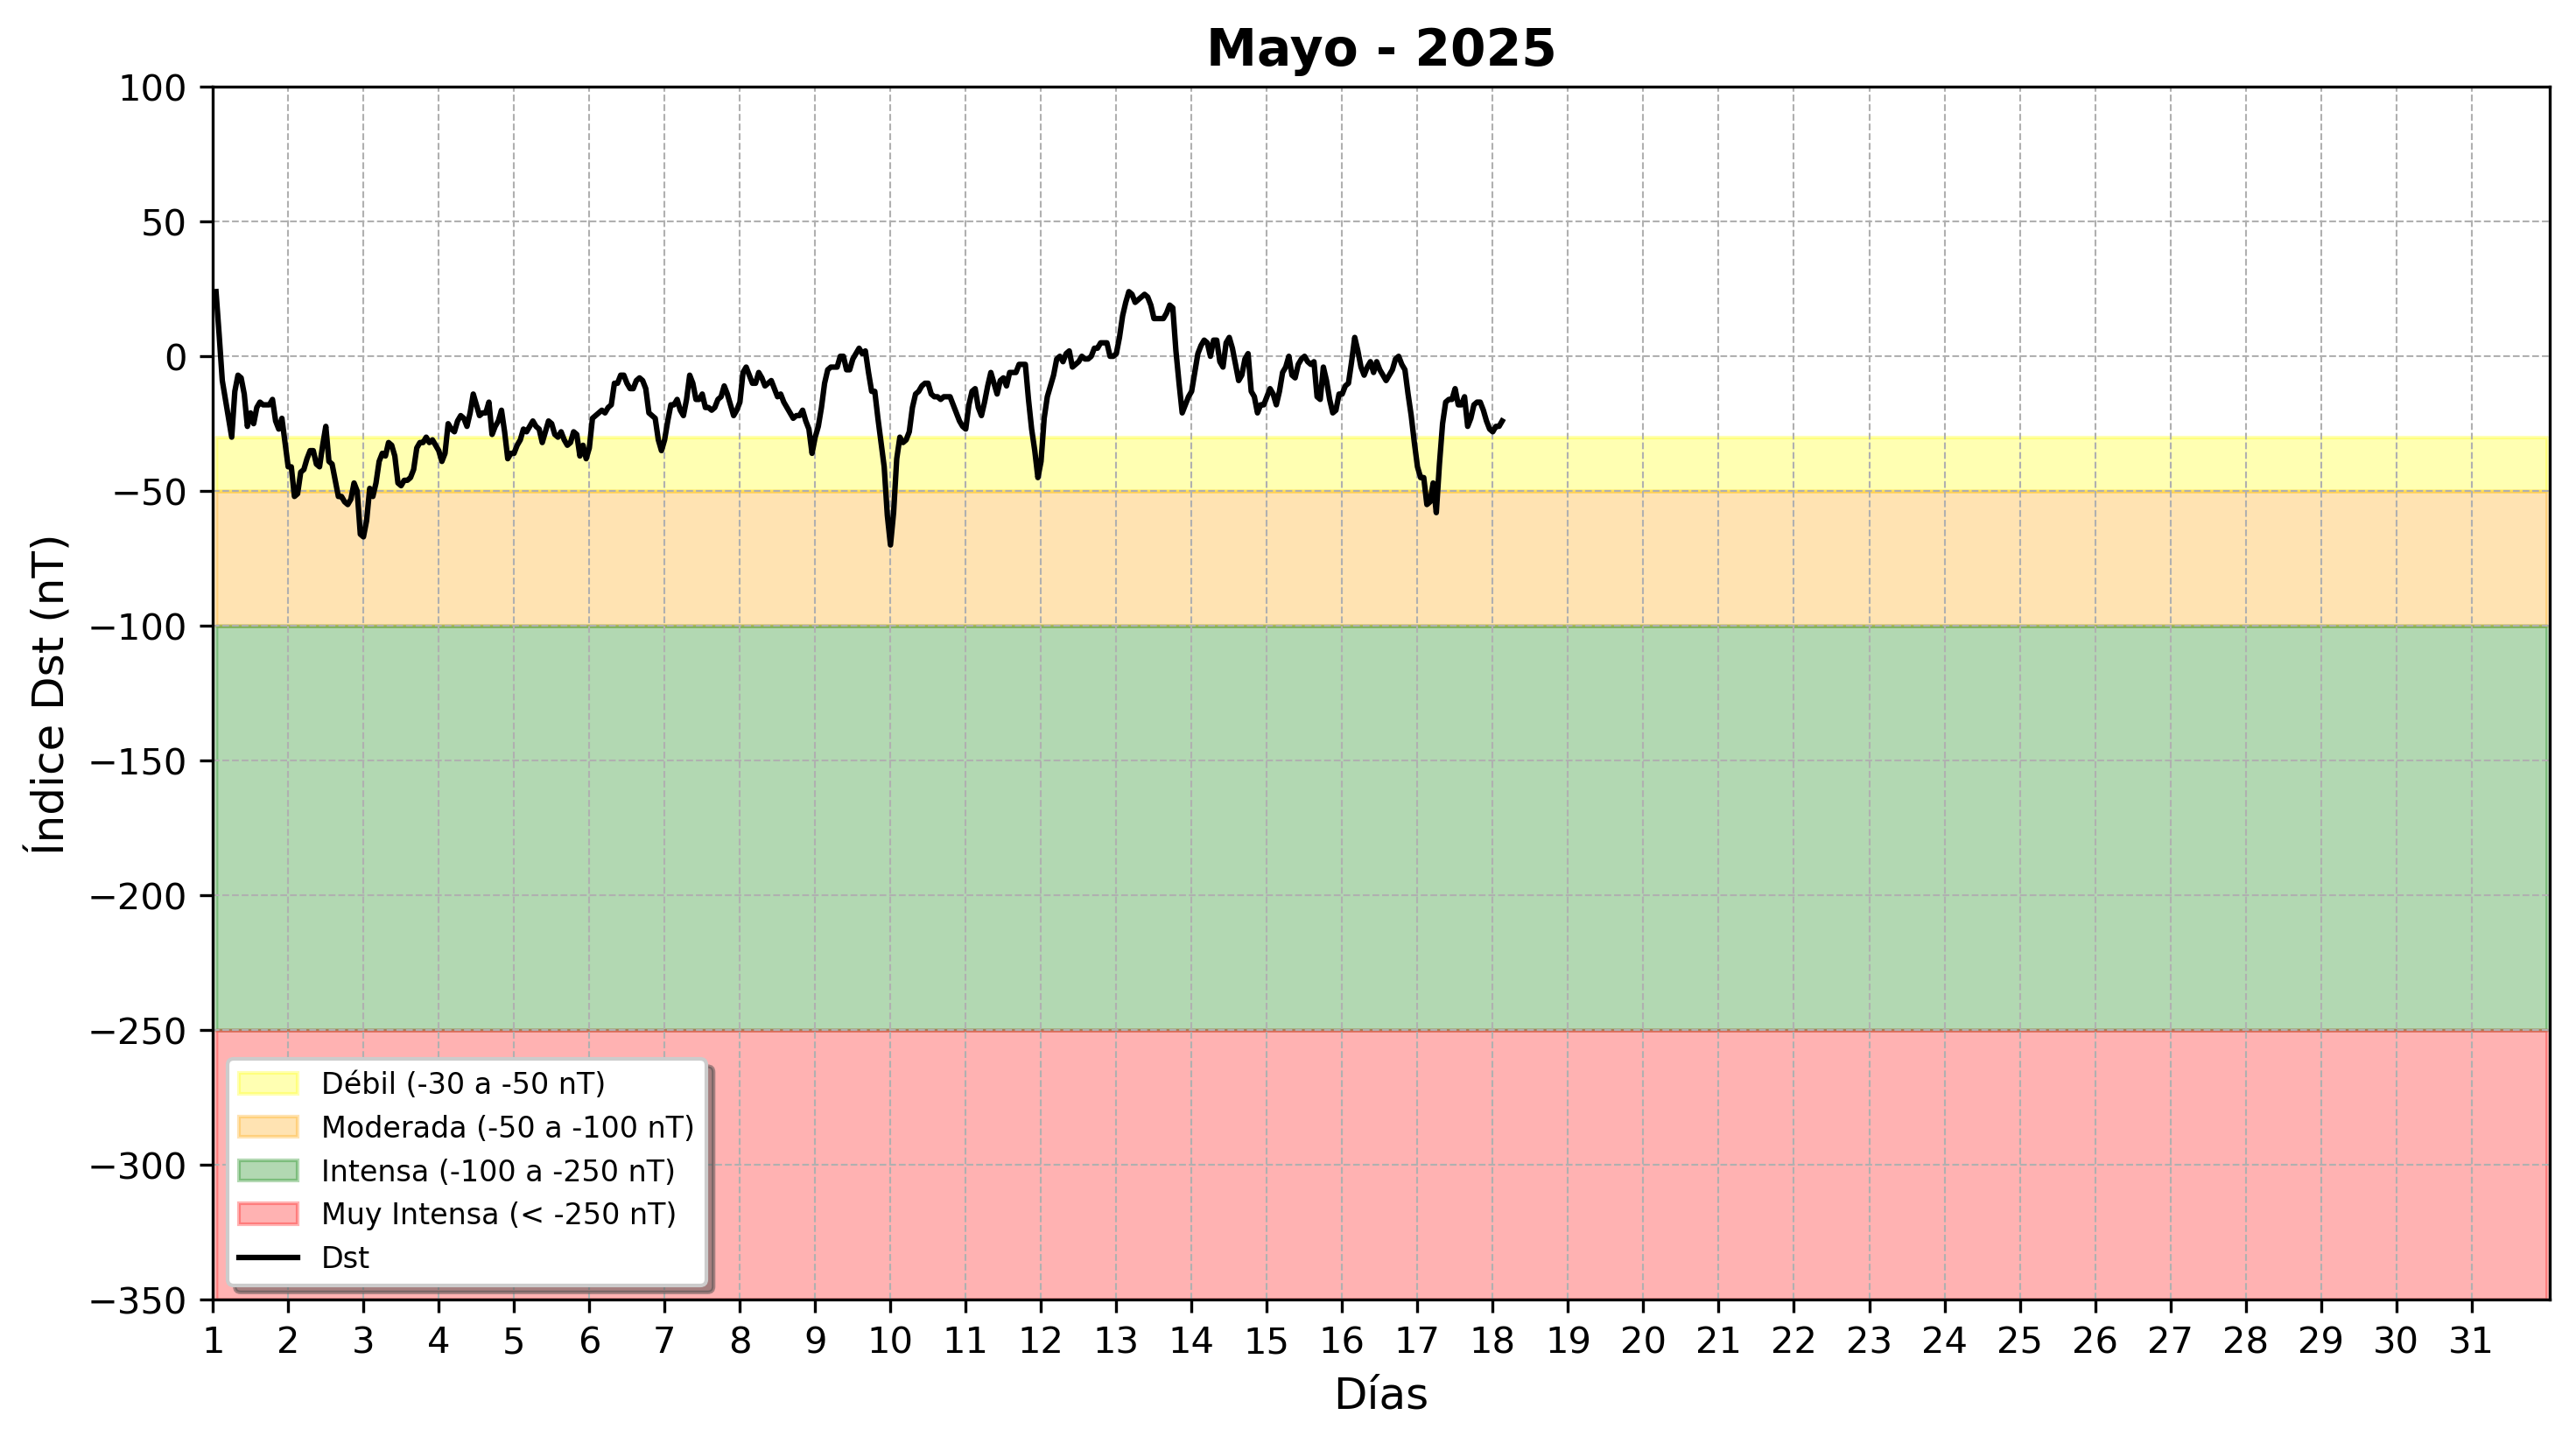 Mayo - 2025
Índice Dst (nT)
100
50
0
−50
−100
−150
−200
−250
−300
−350
Débil (-30 a -50 nT)
Moderada (-50 a -100 nT)
Intensa (-100 a -250 nT)
Muy Intensa (< -250 nT)
Dst
1 2 3 4 5 6 7 8 9 10 11 12 13 14 15 16 17 18 19 20 21 22 23 24 25 26 27 28 29 30 31
Días